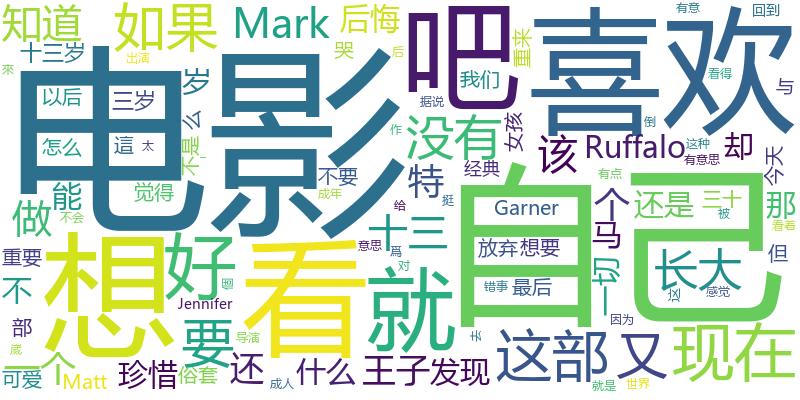 知道
如果
Mark
后悔
吧
喜欢
有意
回到
十三岁
出演
岁
哭
后
重来
电影
我们
看得
与
來
以后
三岁
么
据说
倒
怎么
這
太
不是
作
没有
女孩
该
Ruffalo
这种
却
今天
有意思
能
觉得
不要
成年
特
经典
有点
自己
做
给
挺
Garner
个
还是
三十
被
那
不会
想
好
看
十三
重要
意思
爲
放弃
想要
马
看着
不
Jennifer
值
对
就
错事
最后
一切
长大
这
感觉
但
部
要
导演
去
因为
崴
一个
可爱
Matt
珍惜
俗套
还
成人
什么
王子
发现
这部
又
就是
世界
现在